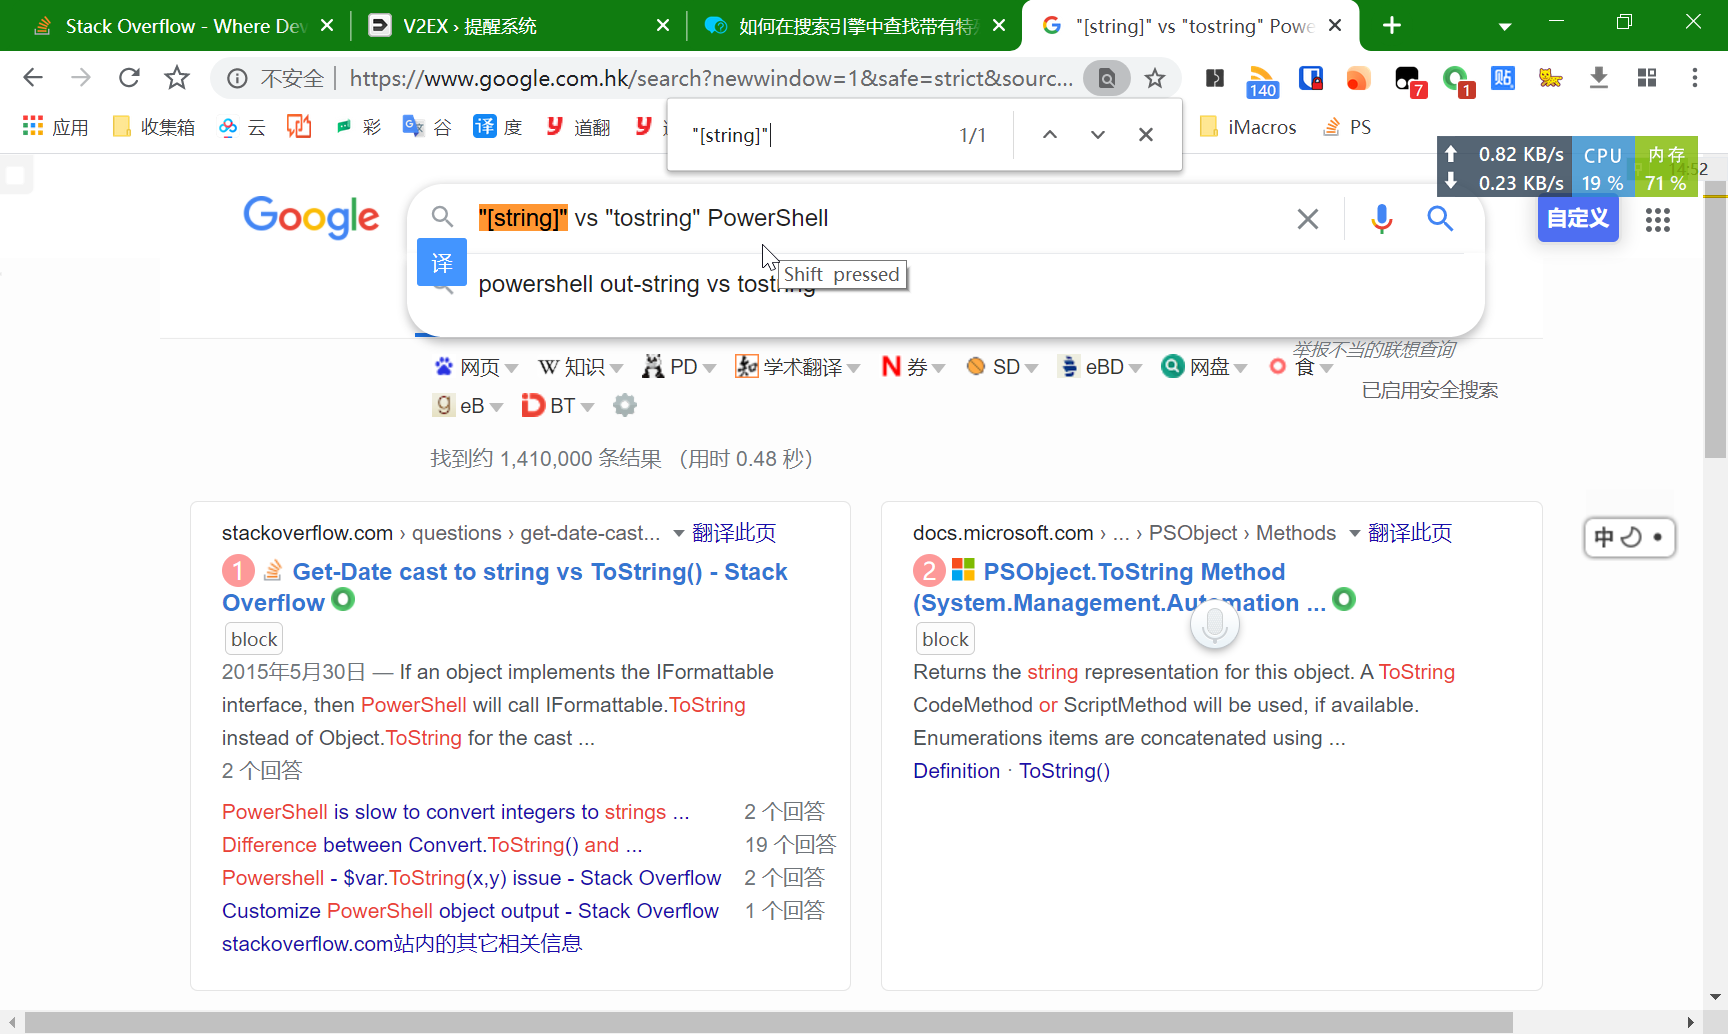 Stack Overflow - Where Dev
V2EX › 提醒系统
如何在搜索引擎中查找带有特殊
"[string]" vs "tostring" Powe
不安全
https://www.google.com.hk/search?newwindow=1&safe=strict&sourc...
140
7
1
贴
应用
收集箱
云
彩
谷
译 度
道翻
iMacros
PS
"[string]"
1/1
0.82 KB/s
0.23 KB/s
CPU
19 %
内存
71 %
14:52
Google
"[string]" vs "tostring" PowerShell
自定义
译
powershell out-string vs tostring
Shift pressed
举报不当的联想查询
网页
知识
PD
学术翻译
券
SD
eBD
网盘
食
已启用安全搜索
eB
BT
找到约 1,410,000 条结果 （用时 0.48 秒）
stackoverflow.com › questions › get-date-cast... 翻译此页
1 Get-Date cast to string vs ToString() - Stack
Overflow
block
2015年5月30日 — If an object implements the IFormattable
interface, then PowerShell will call IFormattable.ToString
instead of Object.ToString for the cast ...
2 个回答
PowerShell is slow to convert integers to strings ... 2 个回答
Difference between Convert.ToString() and ... 19 个回答
Powershell - $var.ToString(x,y) issue - Stack Overflow 2 个回答
Customize PowerShell object output - Stack Overflow 1 个回答
stackoverflow.com站内的其它相关信息
docs.microsoft.com › ... › PSObject › Methods 翻译此页
2 PSObject.ToString Method
(System.Management.Automation ...
block
Returns the string representation for this object. A ToString
CodeMethod or ScriptMethod will be used, if available.
Enumerations items are concatenated using ...
Definition · ToString()
中